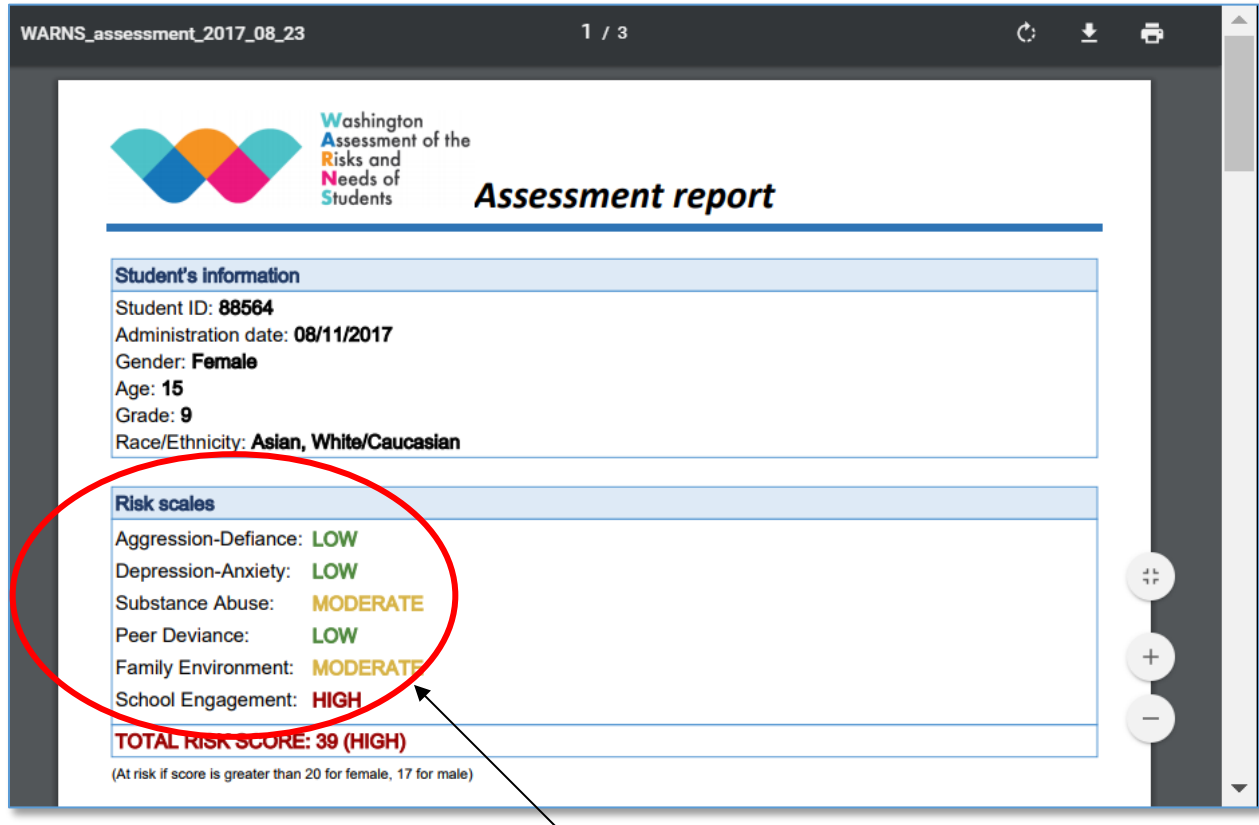 WARNS_assessment_2017_08_23
1 / 3
Washington
Assessment of the
Risks and
Needs of
Students
Assessment report
Student's information
Student ID: 88564
Administration date: 08/11/2017
Gender: Female
Age: 15
Grade: 9
Race/Ethnicity: Asian, White/Caucasian
Risk scales
Aggression-Defiance: LOW
Depression-Anxiety: LOW
Substance Abuse: MODERATE
Peer Deviance: LOW
Family Environment: MODERATE
School Engagement: HIGH
TOTAL RISK SCORE: 39 (HIGH)
(At risk if score is greater than 20 for female, 17 for male)